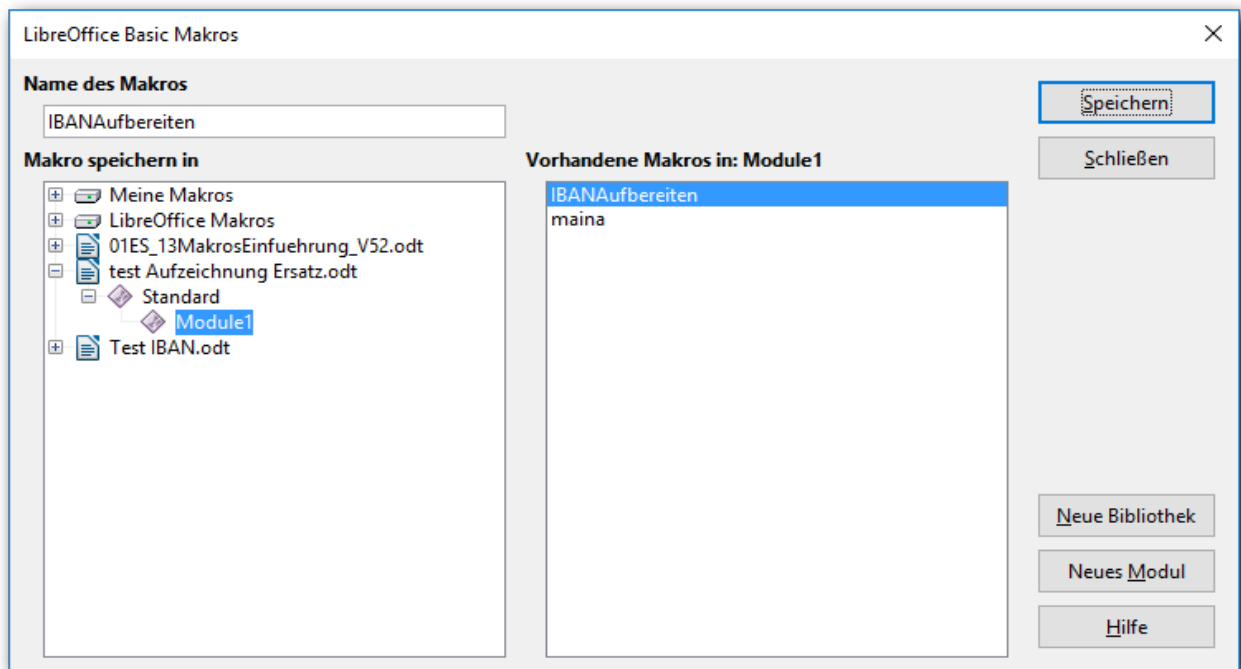 LibreOffice Basic Makros
Name des Makros
IBANAufbereiten
Speichern
Schließen
Makro speichern in
Meine Makros
LibreOffice Makros
01ES_13MakrosEinfuehrung_V52.odt
test Aufzeichnung Ersatz.odt
Standard
Module1
Test IBAN.odt
Vorhandene Makros in: Module1
IBANAufbereiten
maina
Neue Bibliothek
Neues Modul
Hilfe